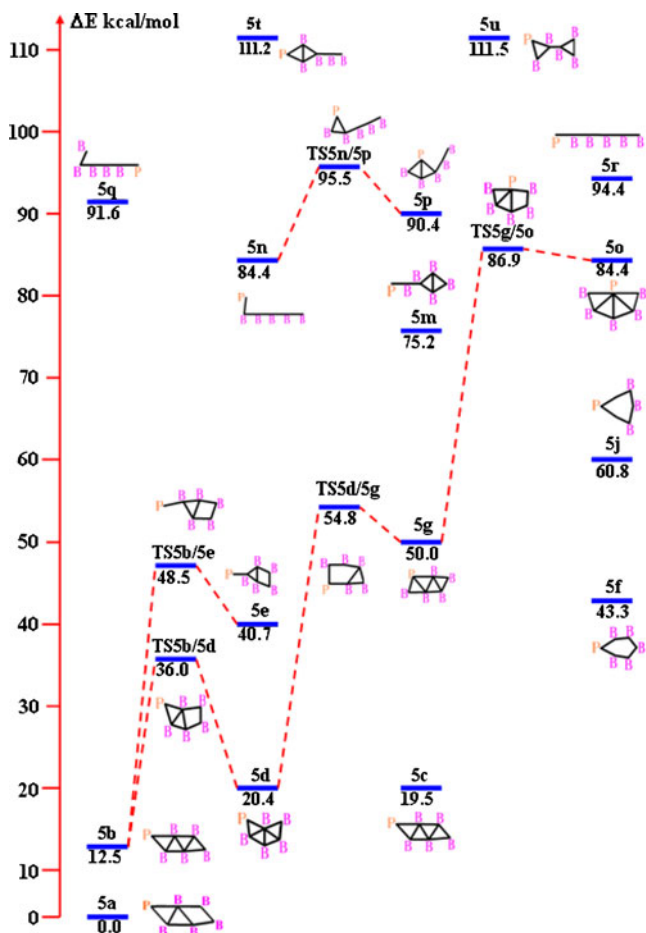 ΔE kcal/mol
110
100
90
80
70
60
50
40
30
20
10
0
5t
111.2
B
P B B B
B
5u
111.5
P B B
B B
B
B B B B P
5q
91.6
P
B
B B B
B
TS5n/5p
95.5
P
B
B
B
B
5p
90.4
P B B B B B
5r
94.4
5n
84.4
P
B B B B B
P
B B
B B
B
TS5g/5o
86.9
5o
84.4
P
B B
B B
B
B
P B B
B
5m
75.2
B
P B
B
5j
60.8
B B
P
B B
TS5b/5e
48.5
B B
P B
B B
5e
40.7
TS5d/5g
54.8
B B B
P B
5g
50.0
B B B
P B B
5f
43.3
B B
P B
B B
TS5b/5d
36.0
P B B
B B
B
5d
20.4
P B B
B B
B
5c
19.5
P B B
B B B
5b
12.5
P B B
B B B
5a
0.0
P B B
B B B